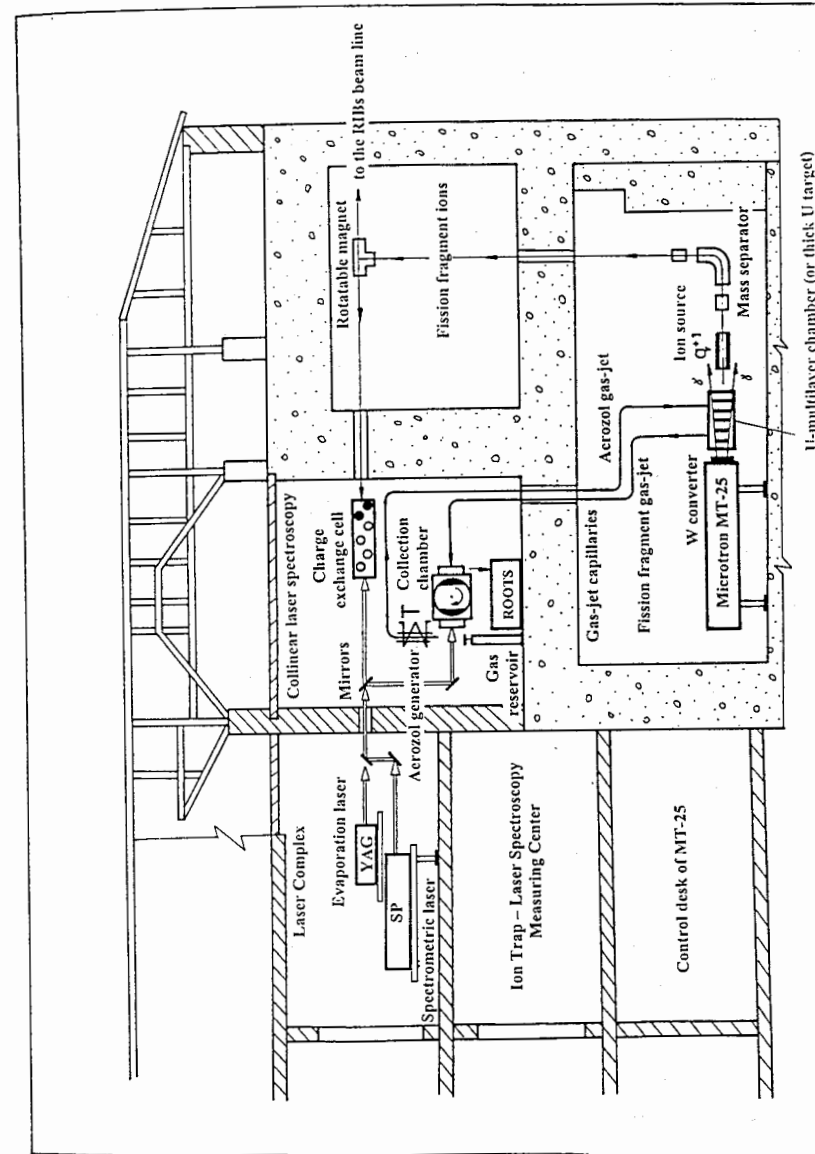 Laser Complex
Evaporation laser
YAG
SP
Spectrometric laser
Ion Trap – Laser Spectroscopy
Measuring Center
Control desk of MT-25
Collinear laser spectroscopy
Mirrors
Charge
exchange cell
Aerozol generator
Collection
chamber
Gas
reservoir
ROOTS
Rotatable magnet
to the RIBs beam line
Fission fragment ions
Gas-jet capillaries
Aerozol gas-jet
Fission fragment gas-jet
W converter
Microtron MT-25
Ion source
q+1
γ
γ
Mass separator
U-multilayer chamber (or thick U target)